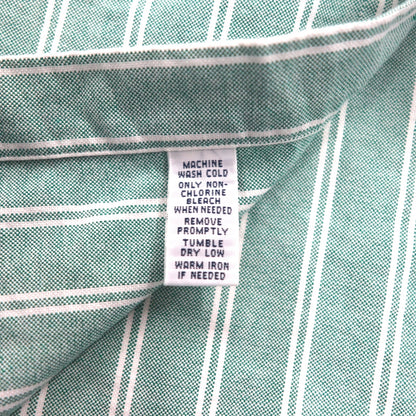 MACHINE
WASH COLD
ONLY NON-
CHLORINE
BLEACH
WHEN NEEDED
REMOVE
PROMPTLY
TUMBLE
DRY LOW
WARM IRON
IF NEEDED